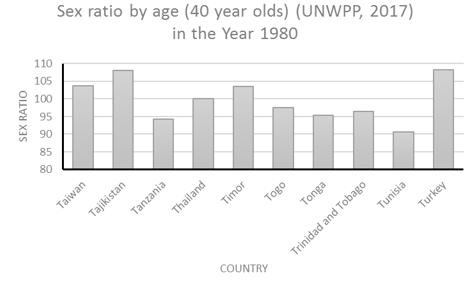 Sex ratio by age (40 year olds) (UNWPP, 2017)
in the Year 1980
110
105
100
95
90
85
80
SEX RATIO
Taiwan
Tajikistan
Tanzania
Thailand
Timor
Togo
Tonga
Trinidad and Tobago
Tunisia
Turkey
COUNTRY